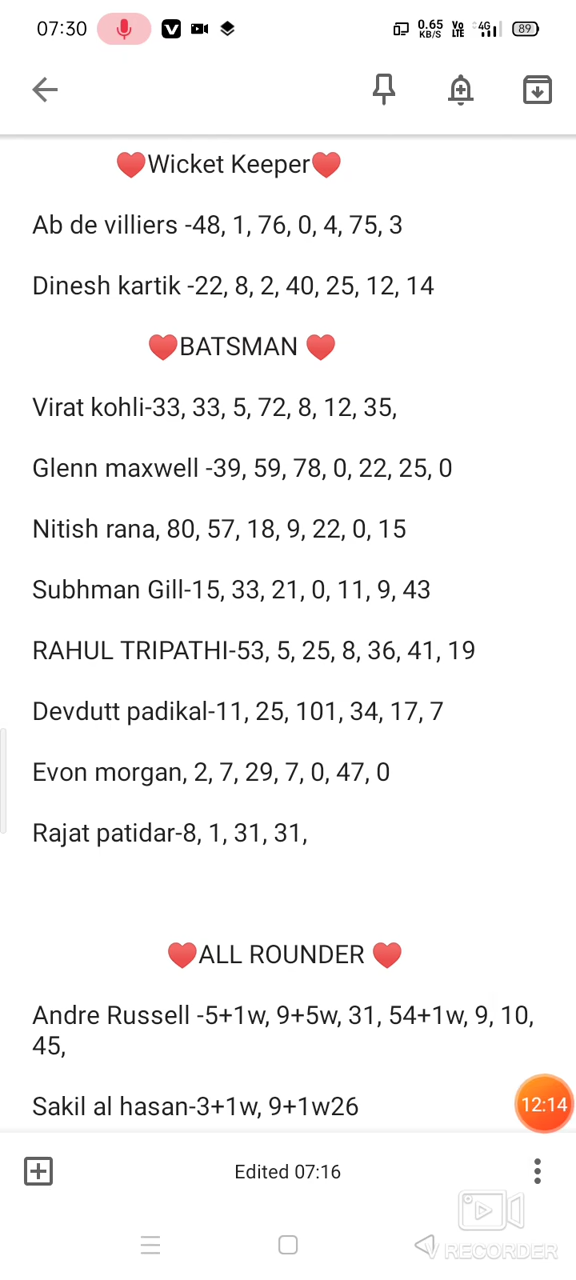 07:30 0.65 KB/S Vo LTE 4G 89
❤️Wicket Keeper❤️
Ab de villiers -48, 1, 76, 0, 4, 75, 3
Dinesh kartik -22, 8, 2, 40, 25, 12, 14
❤️BATSMAN ❤️
Virat kohli-33, 33, 5, 72, 8, 12, 35,
Glenn maxwell -39, 59, 78, 0, 22, 25, 0
Nitish rana, 80, 57, 18, 9, 22, 0, 15
Subhman Gill-15, 33, 21, 0, 11, 9, 43
RAHUL TRIPATHI-53, 5, 25, 8, 36, 41, 19
Devdutt padikal-11, 25, 101, 34, 17, 7
Evon morgan, 2, 7, 29, 7, 0, 47, 0
Rajat patidar-8, 1, 31, 31,
❤️ALL ROUNDER ❤️
Andre Russell -5+1w, 9+5w, 31, 54+1w, 9, 10,
45,
Sakil al hasan-3+1w, 9+1w26
12:14
Edited 07:16
V RECORDER